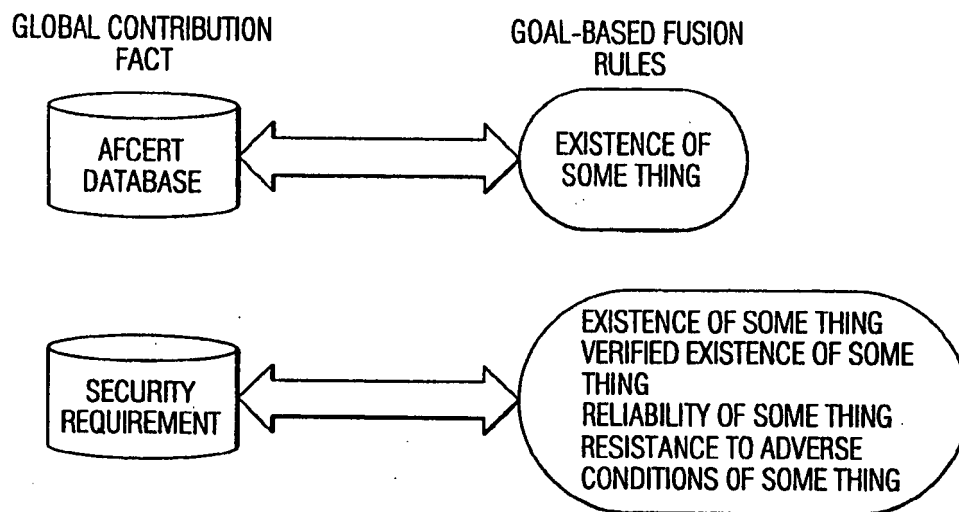 GLOBAL CONTRIBUTION
FACT
GOAL-BASED FUSION
RULES
AFCERT
DATABASE
EXISTENCE OF
SOME THING
SECURITY
REQUIREMENT
EXISTENCE OF SOME THING
VERIFIED EXISTENCE OF SOME
THING
RELIABILITY OF SOME THING
RESISTANCE TO ADVERSE
CONDITIONS OF SOME THING